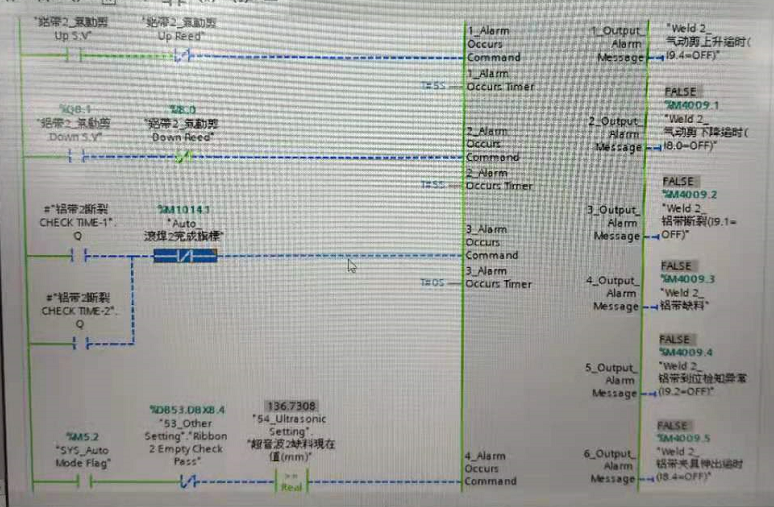 "鋁帶2_氣動剪
Up S.V"
"鋁帶2_氣動剪
Up Reed"
1_Alarm
Occurs
Command
1_Alarm
Occurs Timer
T#5S
1_Output_
Alarm
Message
"Weld 2_
气动剪上升逾时(
I9.4=OFF)"
%Q8.1
"鋁帶2_氣動剪
Down S.V"
%I8.0
"鋁帶2_氣動剪
Down Reed"
2_Alarm
Occurs
Command
2_Alarm
Occurs Timer
T#5S
2_Output_
Alarm
Message
FALSE
%M4009.1
"Weld 2_
气动剪下降逾时(
I8.0=OFF)"
#"铝带2断裂
CHECK TIME-1".
Q
%M1014.1
"Auto_
滾焊2完成旗標"
3_Alarm
Occurs
Command
3_Alarm
Occurs Timer
T#0S
3_Output_
Alarm
Message
FALSE
%M4009.2
"Weld 2_
铝带断裂(I9.1=
OFF)"
#"铝带2断裂
CHECK TIME-2".
Q
4_Output_
Alarm
Message
FALSE
%M4009.3
"Weld 2_
铝带缺料"
5_Output_
Alarm
Message
FALSE
%M4009.4
"Weld 2_
铝带到位检知异常
(I9.2=OFF)"
%M5.2
"SYS_Auto
Mode Flag"
%DB53.DBX8.4
"53_Other
Setting"."Ribbon
2 Empty Check
Pass"
136.7308
"54_Ultrasonic
Setting".
"超音波2缺料現在
值(mm)"
>=
Real
4_Alarm
Occurs
Command
6_Output_
Alarm
Message
FALSE
%M4009.5
"Weld 2_
铝带夹具伸出逾时
(I8.4=OFF)"